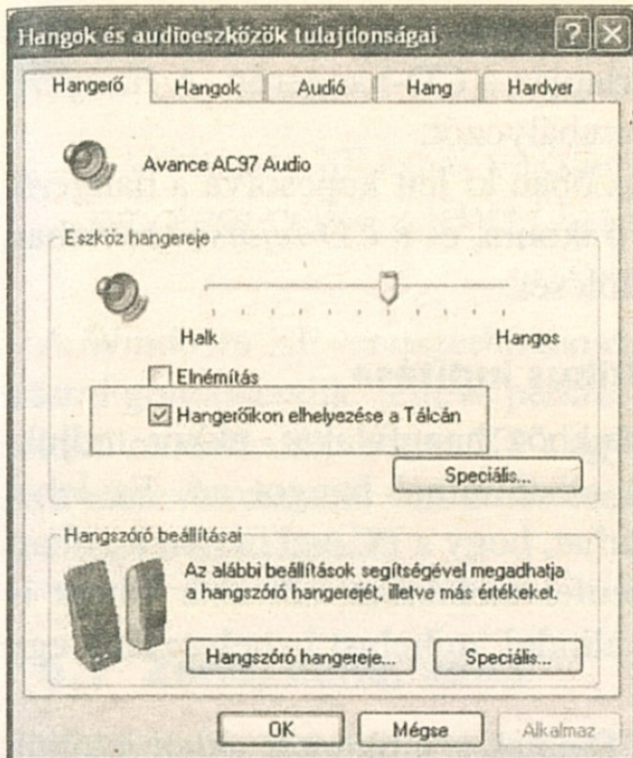 Hangok és audioeszközök tulajdonságai
Hangerő Hangok Audió Hang Hardver
Avance AC97 Audio
Eszköz hangereje
Halk Hangos
Elnémítás
Hangerőikon elhelyezése a Tálcán
Speciális...
Hangszóró beállításai
Az alábbi beállítások segítségével megadhatja
a hangszóró hangerejét, illetve más értékeket.
Hangszóró hangereje... Speciális...
OK Mégse Alkalmaz